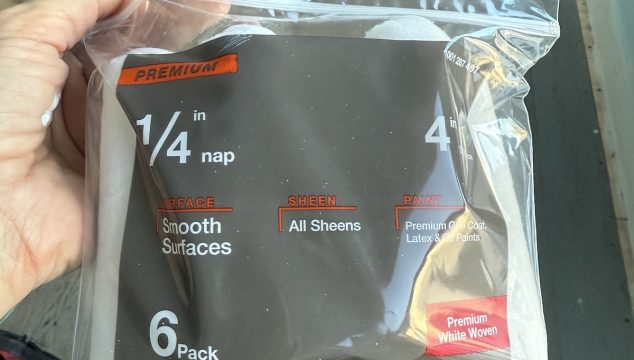 PREMIUM
1/4 in nap
4 in
SURFACE
Smooth
Surfaces
SHEEN
All Sheens
PAINT
Premium One Coat,
Latex & Oil Paints
6 Pack
Premium
White Woven